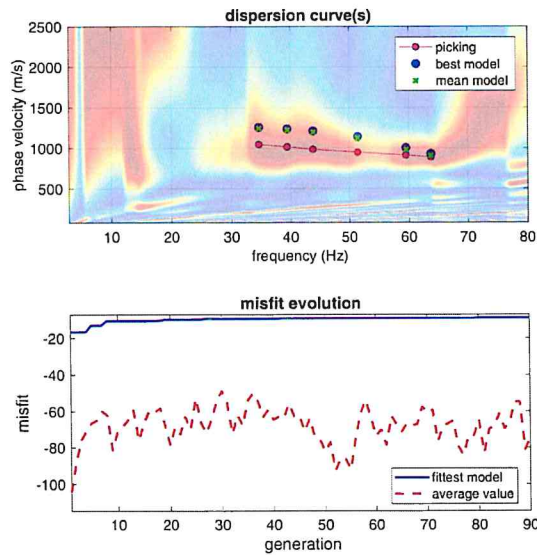 dispersion curve(s)
2500
2000
1500
1000
500
phase velocity (m/s)
picking
best model
mean model
10 20 30 40 50 60 70 80
frequency (Hz)
misfit evolution
-20
-40
-60
-80
-100
misfit
fittest model
average value
10 20 30 40 50 60 70 80 90
generation